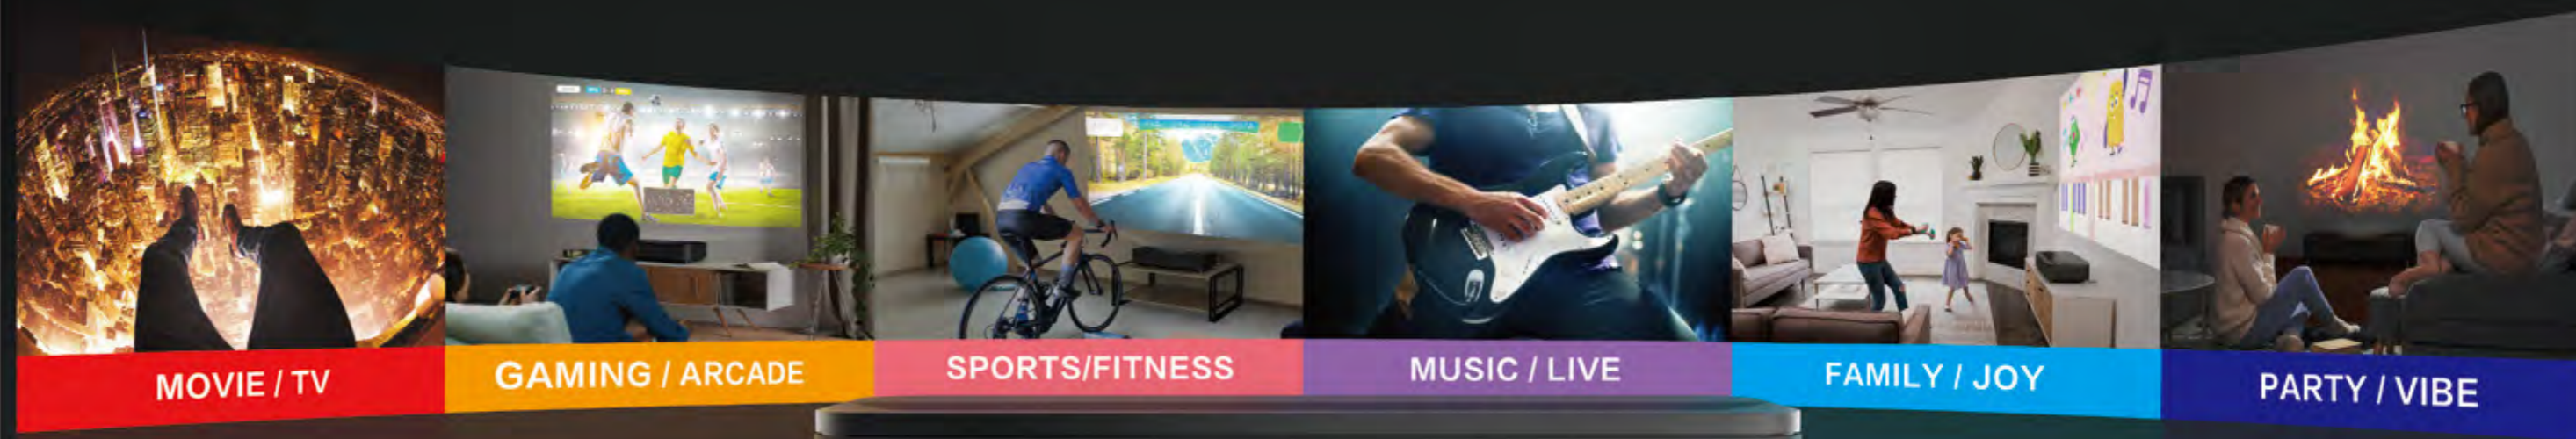 MOVIE / TV
GAMING / ARCADE
SPORTS/FITNESS
MUSIC / LIVE
FAMILY / JOY
PARTY / VIBE